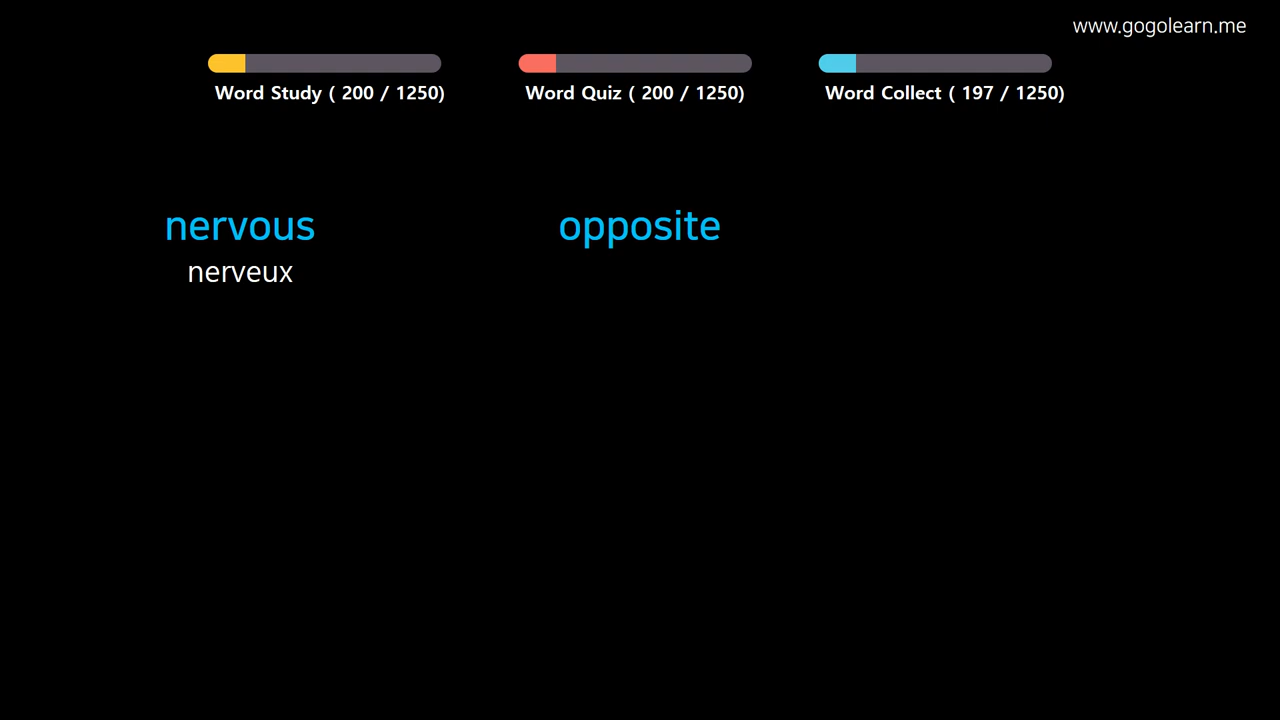 www.gogolearn.me
Word Study ( 200 / 1250)
Word Quiz ( 200 / 1250)
Word Collect ( 197 / 1250)
nervous
nerveux
opposite